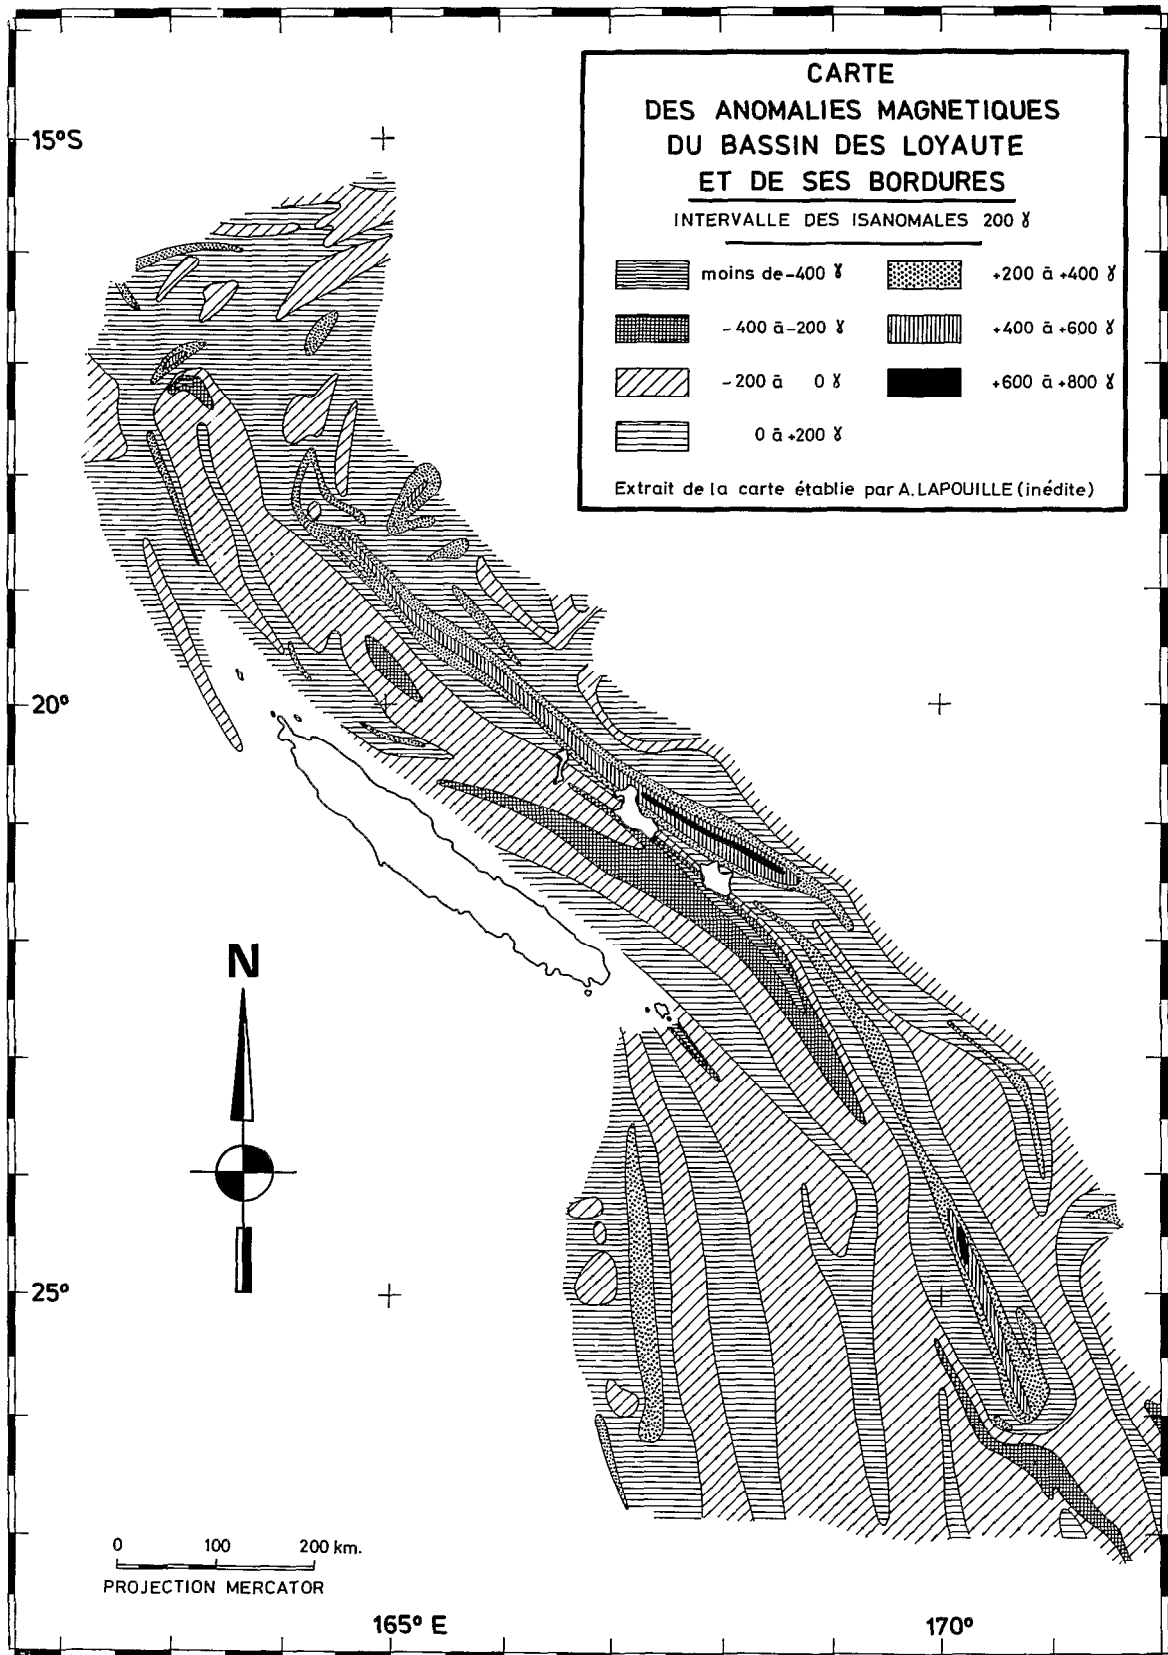 CARTE
DES ANOMALIES MAGNETIQUES
DU BASSIN DES LOYAUTE
ET DE SES BORDURES
INTERVALLE DES ISANOMALES 200 ɣ
moins de -400 ɣ
-400 ā -200 ɣ
-200 ā 0 ɣ
0 ā +200 ɣ
+200 ā +400 ɣ
+400 ā +600 ɣ
+600 ā +800 ɣ
Extrait de la carte établie par A. LAPOUILLE (inédite)
15°S
20°
N
25°
0 100 200 km.
PROJECTION MERCATOR
165° E 170°